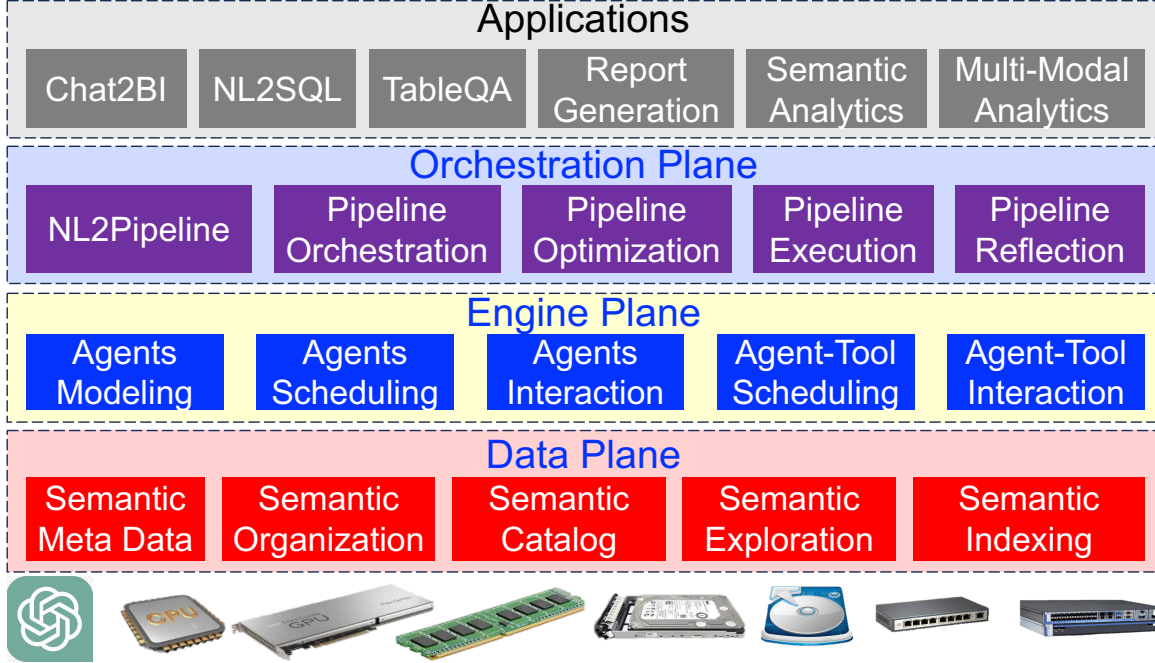 Applications
Chat2BI
NL2SQL
TableQA
Report
Generation
Semantic
Analytics
Multi-Modal
Analytics
Orchestration Plane
NL2Pipeline
Pipeline
Orchestration
Pipeline
Optimization
Pipeline
Execution
Pipeline
Reflection
Engine Plane
Agents
Modeling
Agents
Scheduling
Agents
Interaction
Agent-Tool
Scheduling
Agent-Tool
Interaction
Data Plane
Semantic
Meta Data
Semantic
Organization
Semantic
Catalog
Semantic
Exploration
Semantic
Indexing
CPU
GPU